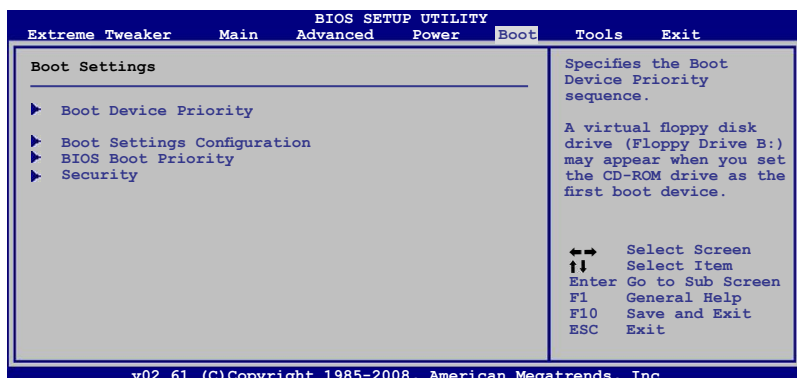 BIOS SETUP UTILITY
Extreme Tweaker Main Advanced Power Boot Tools Exit
Boot Settings
Boot Device Priority
Boot Settings Configuration
BIOS Boot Priority
Security
Specifies the Boot
Device Priority
sequence.
A virtual floppy disk
drive (Floppy Drive B:)
may appear when you set
the CD-ROM drive as the
first boot device.
←→ Select Screen
↑↓ Select Item
Enter Go to Sub Screen
F1 General Help
F10 Save and Exit
ESC Exit
v02.61 (C)Copyright 1985-2008, American Megatrends, Inc.